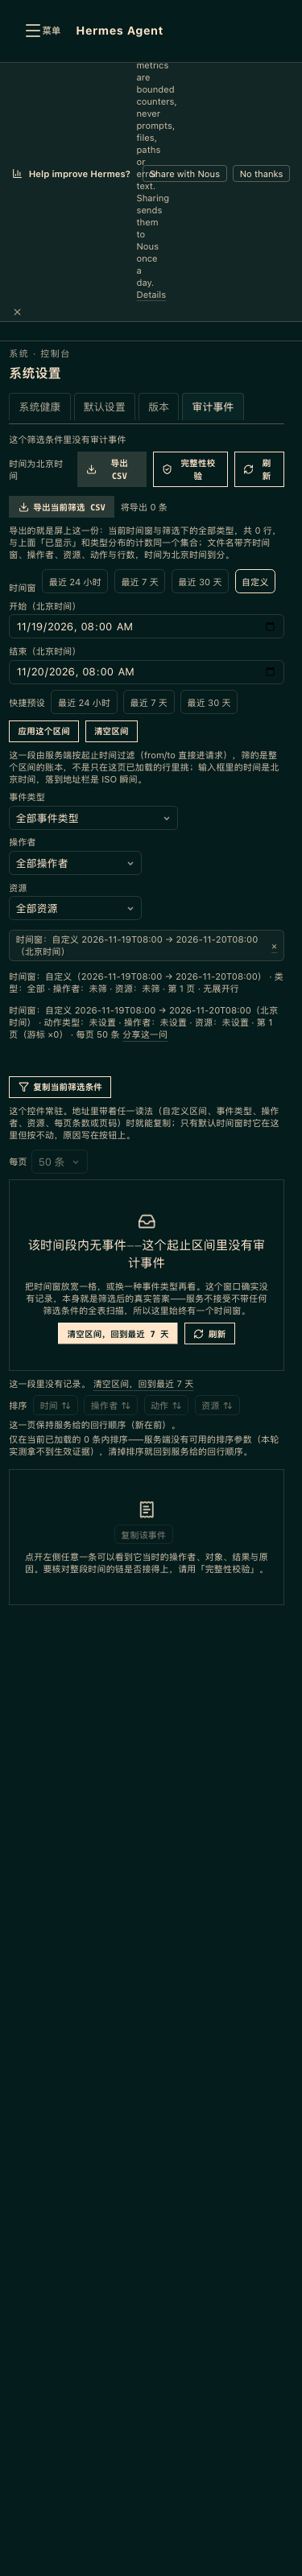 菜单 Hermes Agent
metrics
are
bounded
counters,
never
prompts,
files,
paths
or
Help improve Hermes? error Share with Nous No thanks
text.
Sharing
sends
them
to
Nous
once
a
day.
Details
×
系统 · 控制台
系统设置
系统健康 默认设置 版本 审计事件
这个筛选条件里没有审计事件
时间为北京时间
导出 CSV
完整性校验
刷新
导出当前筛选 CSV 将导出 0 条
导出的就是屏上这一份：当前时间窗与筛选下的全部类型，共 0 行，
与上面「已显示」和类型分布的计数同一个集合；文件名带齐时间
窗、操作者、资源、动作与行数，时间为北京时间到分。
时间窗 最近 24 小时 最近 7 天 最近 30 天 自定义
开始（北京时间）
11/19/2026, 08:00 AM
结束（北京时间）
11/20/2026, 08:00 AM
快捷预设 最近 24 小时 最近 7 天 最近 30 天
应用这个区间 清空区间
这一段由服务端按起止时间过滤（from/to 直接进请求），筛的是整
个区间的账本，不是只在这页已加载的行里挑；输入框里的时间是北
京时间，落到地址栏是 ISO 瞬间。
事件类型
全部事件类型
操作者
全部操作者
资源
全部资源
时间窗：自定义 2026-11-19T08:00 → 2026-11-20T08:00
（北京时间） ×
时间窗：自定义（2026-11-19T08:00 → 2026-11-20T08:00） · 类
型：全部 · 操作者：未筛 · 资源：未筛 · 第 1 页 · 无展开行
时间窗：自定义 2026-11-19T08:00 → 2026-11-20T08:00（北京
时间） · 动作类型：未设置 · 操作者：未设置 · 资源：未设置 · 第 1
页（游标 ×0） · 每页 50 条 分享这一问
复制当前筛选条件
这个控件常驻。地址里带着任一读法（自定义区间、事件类型、操作
者、资源、每页条数或页码）时就能复制；只有默认时间窗时它在这
里但按不动，原因写在按钮上。
每页 50 条
该时间段内无事件——这个起止区间里没有审
计事件
把时间窗放宽一格，或换一种事件类型再看。这个窗口确实没
有记录，本身就是筛选后的真实答案——服务不接受不带任何
筛选条件的全表扫描，所以这里始终有一个时间窗。
清空区间，回到最近 7 天 刷新
这一段里没有记录。 清空区间，回到最近 7 天
排序 时间 ⇅ 操作者 ⇅ 动作 ⇅ 资源 ⇅
这一页保持服务给的回行顺序（新在前）。
仅在当前已加载的 0 条内排序——服务端没有可用的排序参数（本轮
实测拿不到生效证据），清掉排序就回到服务给的回行顺序。
复制该事件
点开左侧任意一条可以看到它当时的操作者、对象、结果与原
因。要核对整段时间的链是否接得上，请用「完整性校验」。